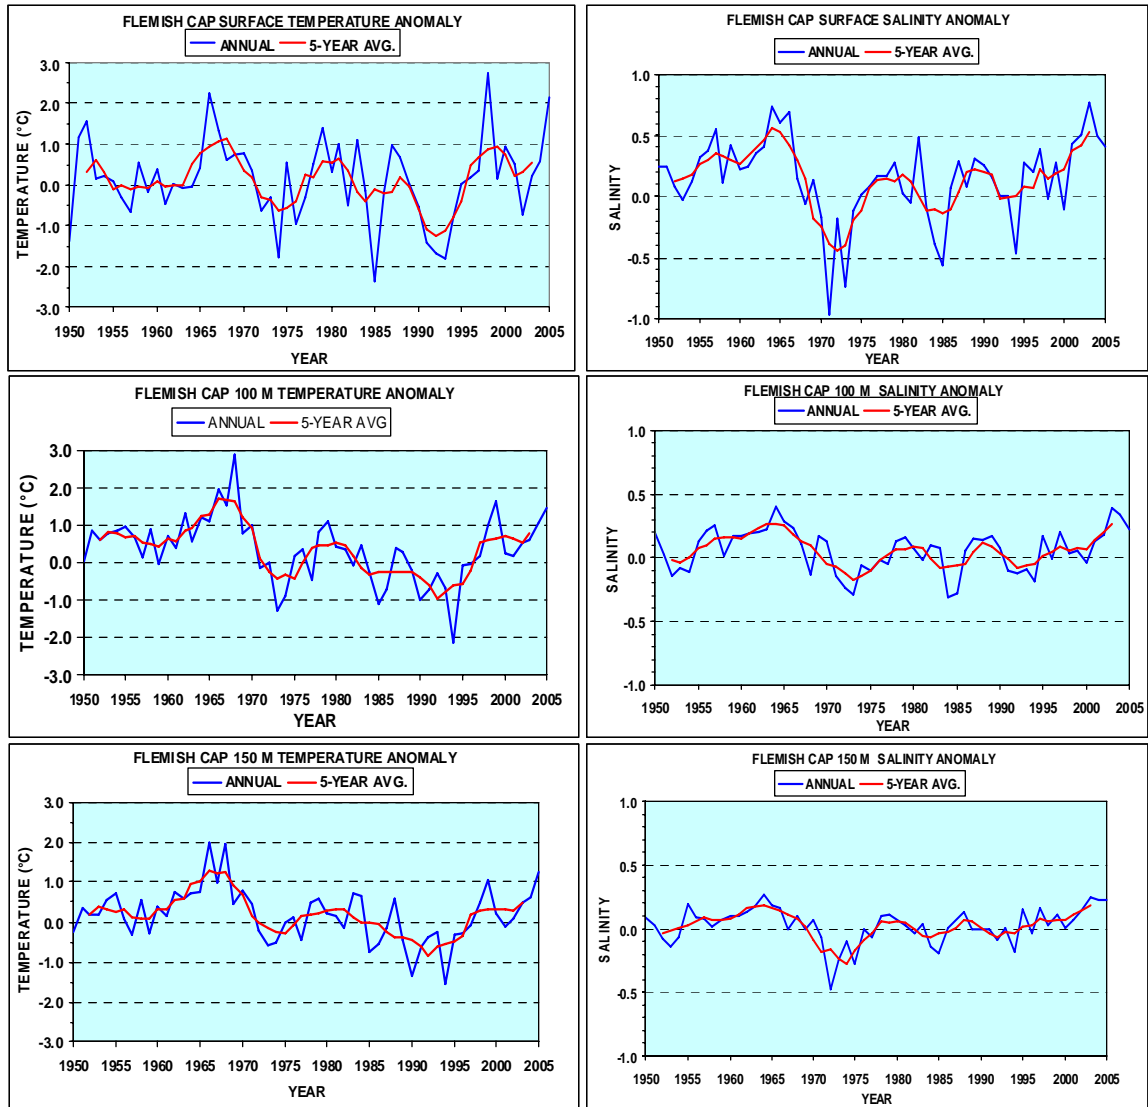 FLEMISH CAP SURFACE TEMPERATURE ANOMALY
ANNUAL 5-YEAR AVG.
TEMPERATURE (°C)
3.0
2.0
1.0
0.0
-1.0
-2.0
-3.0
1950 1955 1960 1965 1970 1975 1980 1985 1990 1995 2000 2005
YEAR
FLEMISH CAP SURFACE SALINITY ANOMALY
ANNUAL 5-YEAR AVG.
SALINITY
1.0
0.5
0.0
-0.5
-1.0
1950 1955 1960 1965 1970 1975 1980 1985 1990 1995 2000 2005
YEAR
FLEMISH CAP 100 M TEMPERATURE ANOMALY
ANNUAL 5-YEAR AVG
TEMPERATURE (°C)
3.0
2.0
1.0
0.0
-1.0
-2.0
-3.0
1950 1955 1960 1965 1970 1975 1980 1985 1990 1995 2000 2005
YEAR
FLEMISH CAP 100 M SALINITY ANOMALY
ANNUAL 5-YEAR AVG.
SALINITY
1.0
0.5
0.0
-0.5
-1.0
1950 1955 1960 1965 1970 1975 1980 1985 1990 1995 2000 2005
YEAR
FLEMISH CAP 150 M TEMPERATURE ANOMALY
ANNUAL 5-YEAR AVG.
TEMPERATURE (°C)
3.0
2.0
1.0
0.0
-1.0
-2.0
-3.0
1950 1955 1960 1965 1970 1975 1980 1985 1990 1995 2000 2005
YEAR
FLEMISH CAP 150 M SALINITY ANOMALY
ANNUAL 5-YEAR AVG.
SALINITY
1.0
0.5
0.0
-0.5
-1.0
1950 1955 1960 1965 1970 1975 1980 1985 1990 1995 2000 2005
YEAR